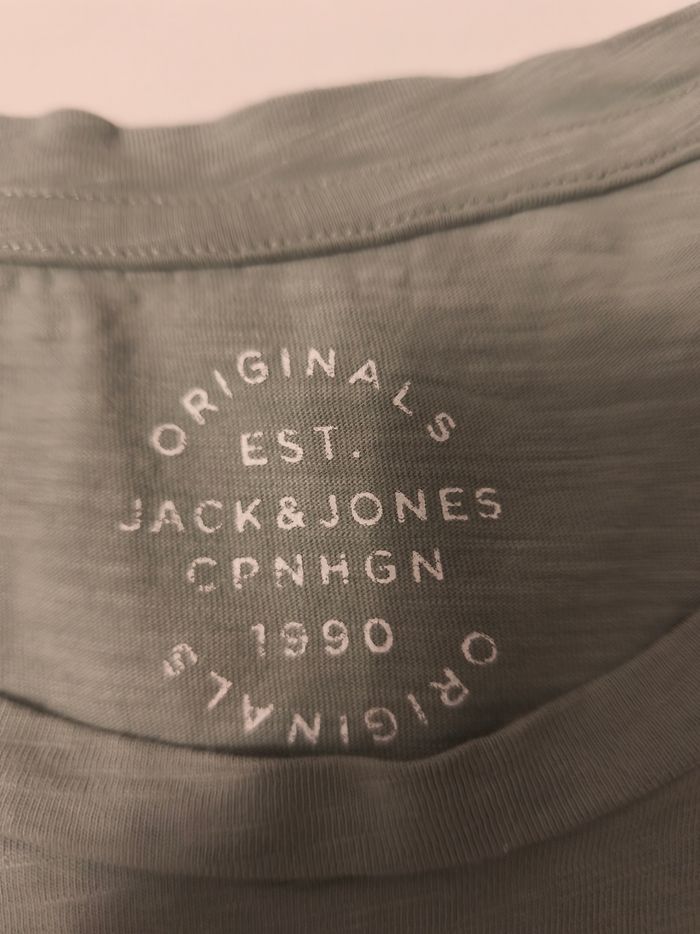 ORIGINALS
EST.
JACK&JONES
CPNHGN
1990
ORIGINALS